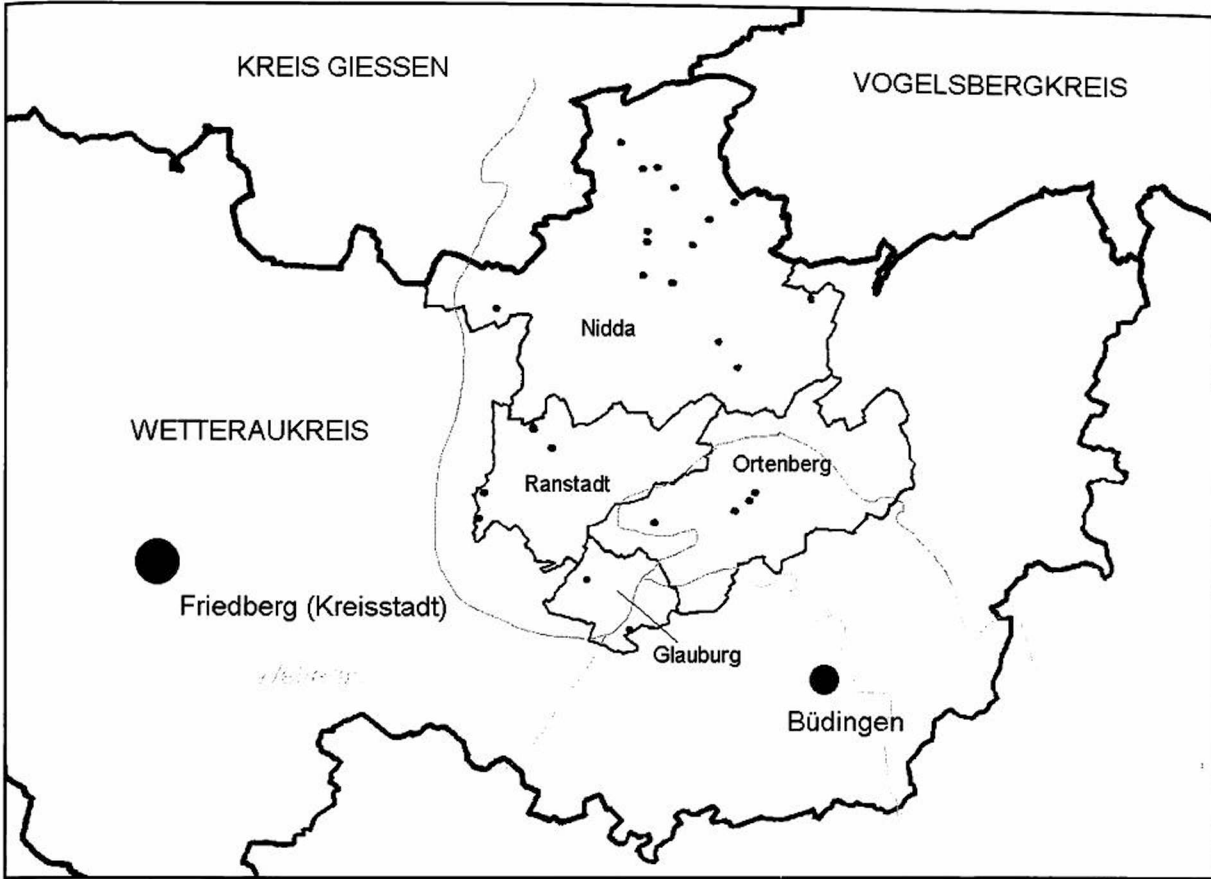 KREIS GIESSEN
VOGELSBERGKREIS
Nidda
WETTERAUKREIS
Ortenberg
Ranstadt
Friedberg (Kreisstadt)
Glauburg
Büdingen